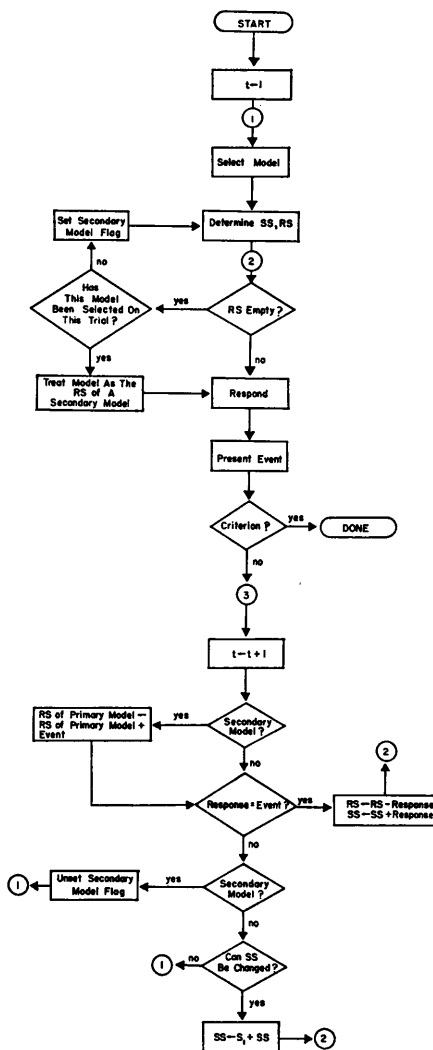 START
t←1
1
Select Model
Set Secondary
Model Flag
Determine SS, RS
2
no
Has
This Model
Been Selected On
This Trial?
yes
RS Empty?
yes
no
Treat Model As The
RS of A
Secondary Model
Respond
Present Event
Criterion?
yes
DONE
no
3
t←t+1
RS of Primary Model←
RS of Primary Model +
Event
yes
Secondary
Model?
2
no
Response=Event?
yes
RS←RS-Response
SS←SS+Response
no
1
Unset Secondary
Model Flag
yes
Secondary
Model?
no
1
no
Can SS
Be Changed?
yes
SS←S₁+SS
2